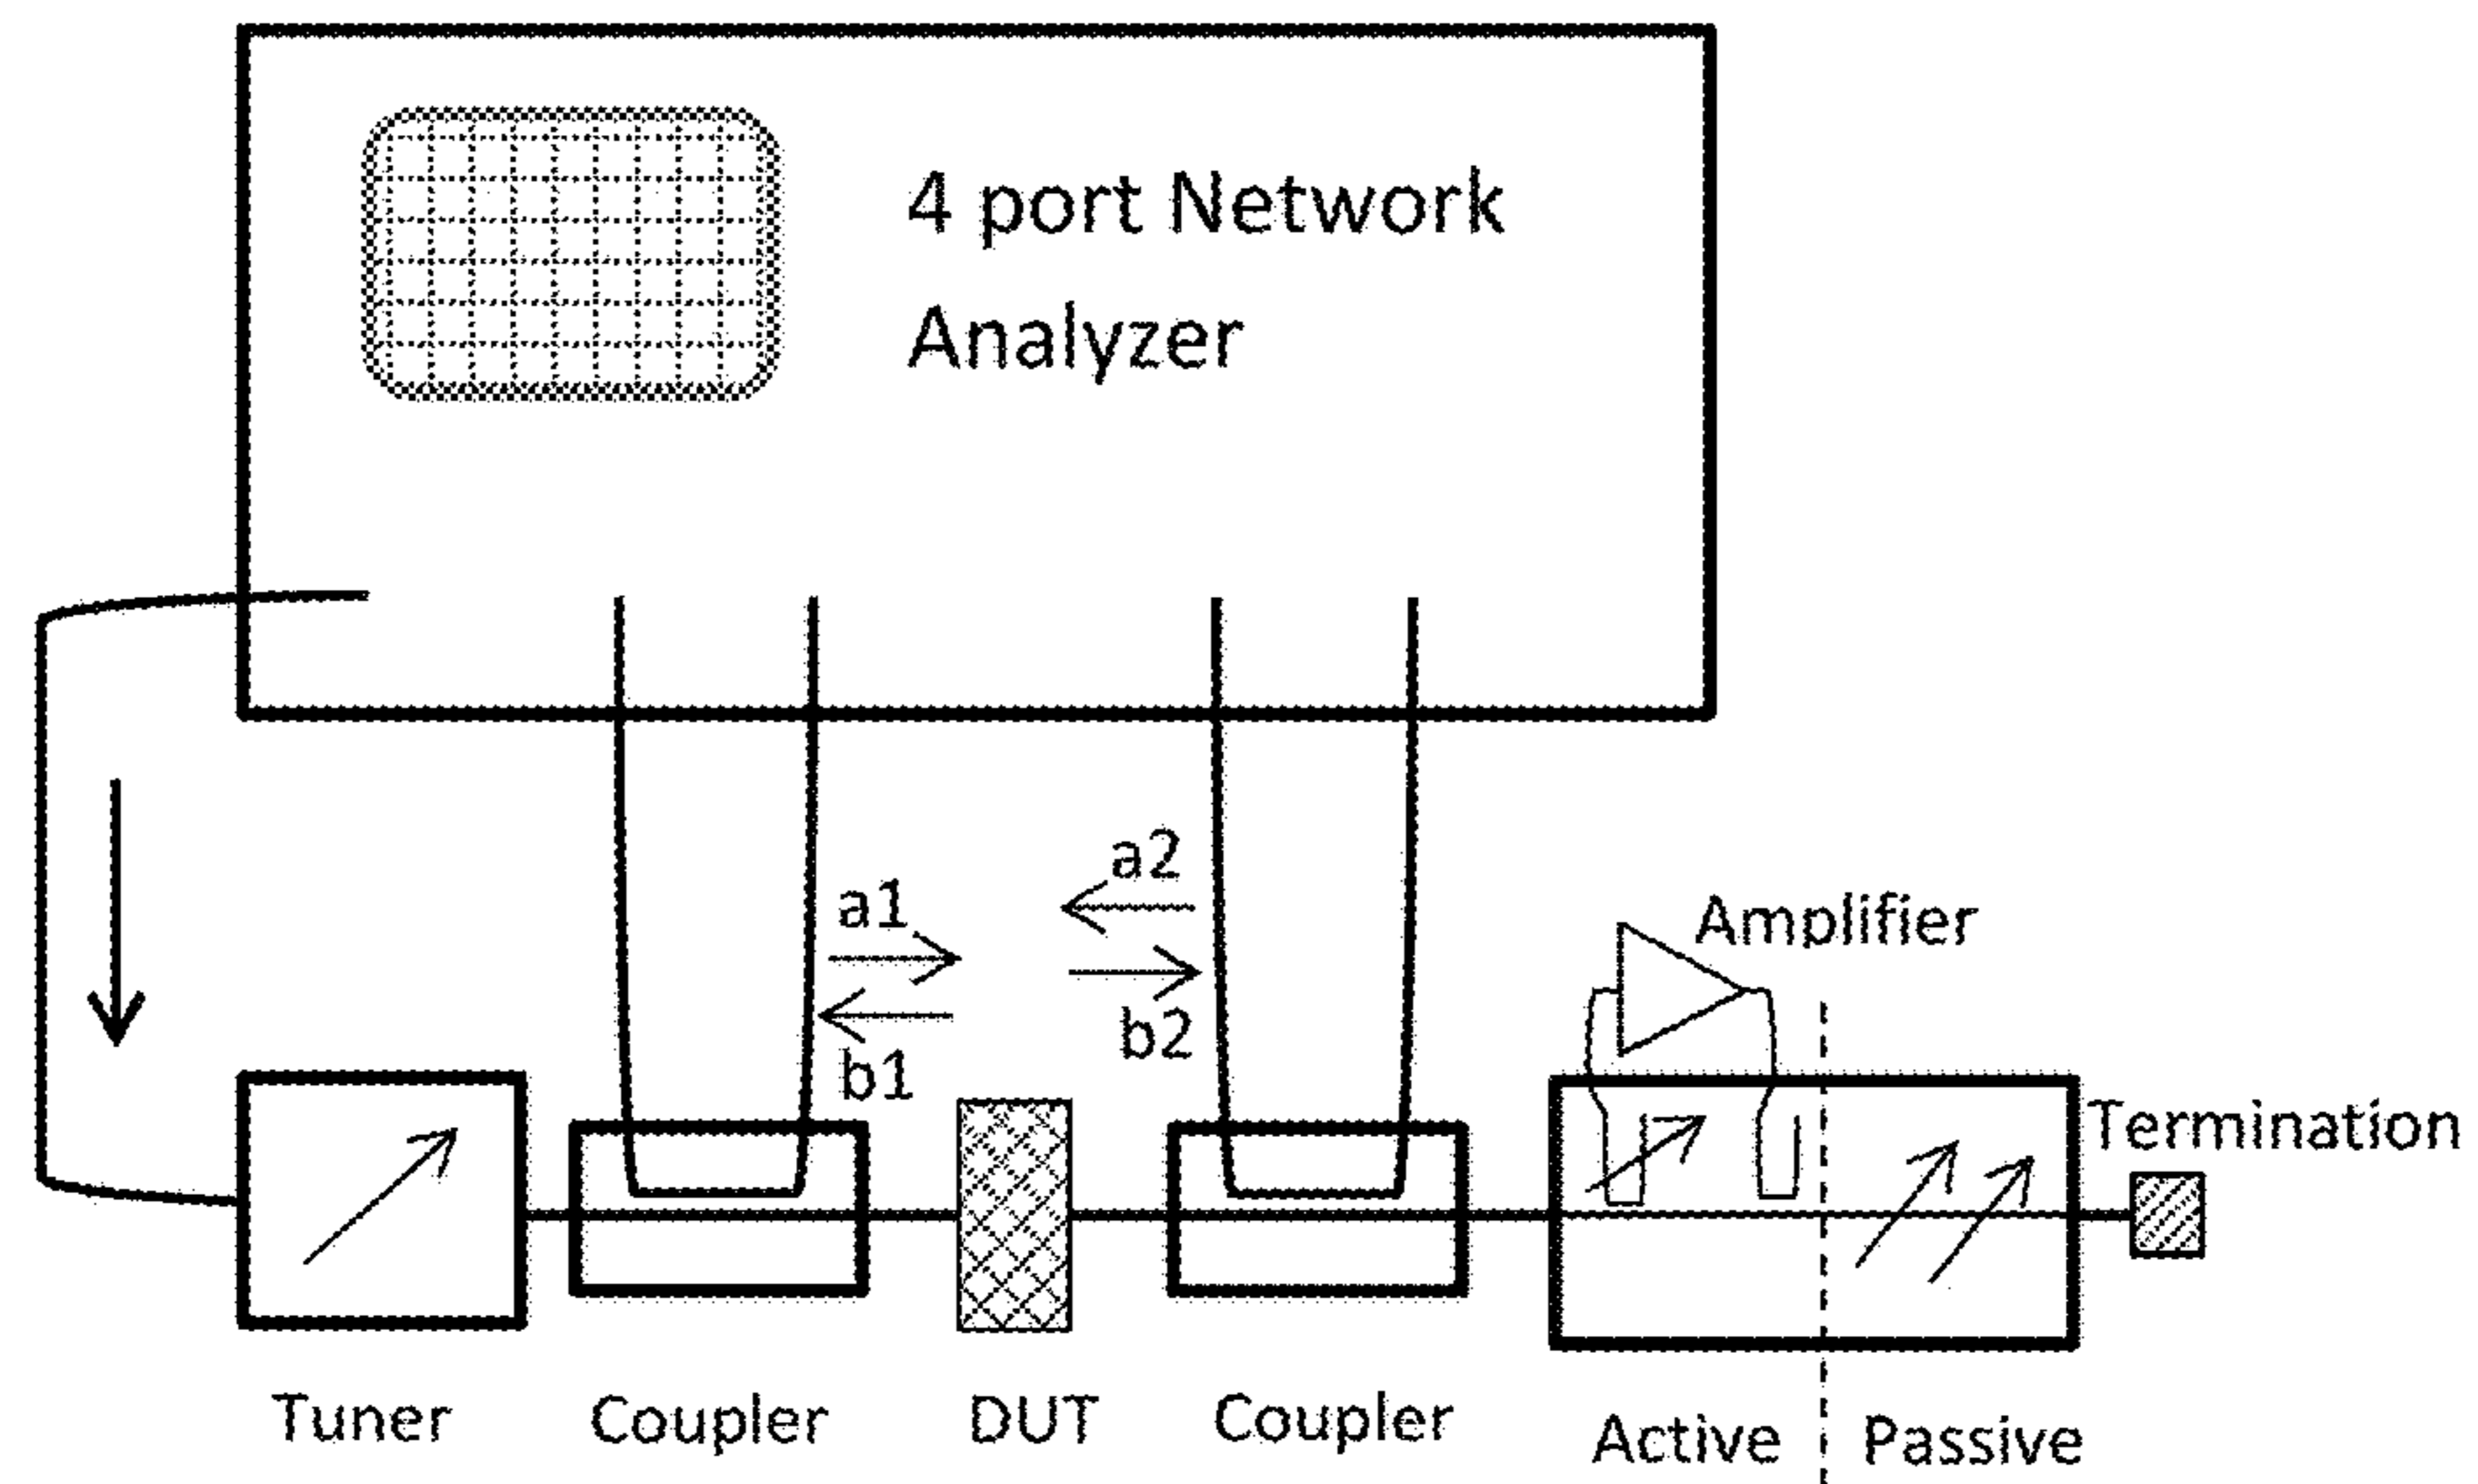 4 port Network
Analyzer
a1
a2
b1
b2
Amplifier
Termination
Tuner
Coupler
DUT
Coupler
Active
Passive